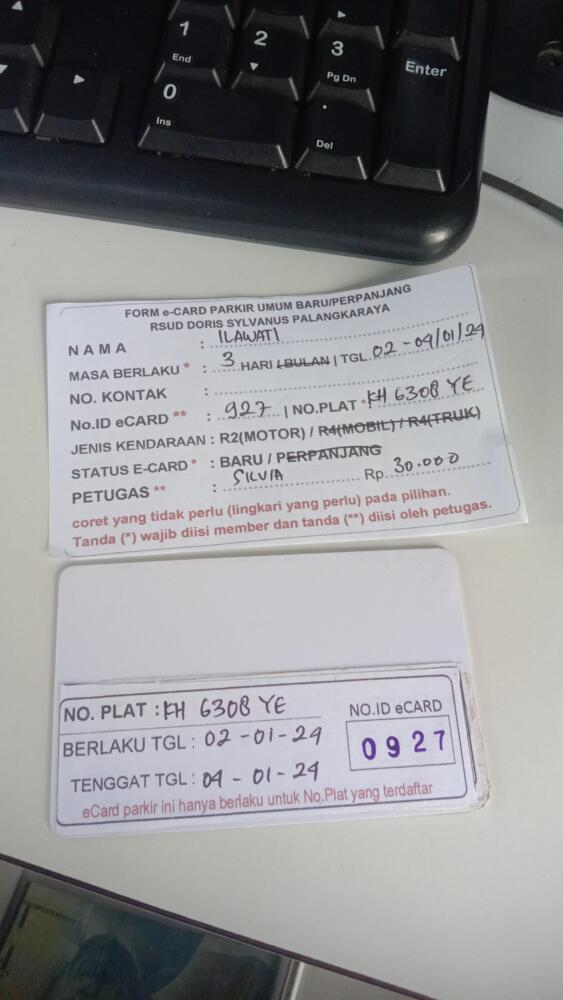 1
End
2
3
Pg Dn
Enter
0
Ins
.
Del
FORM e-CARD PARKIR UMUM BARU/PERPANJANG
RSUD DORIS SYLVANUS PALANGKARAYA
NAMA : ILAWATI
MASA BERLAKU * : 3 HARI /BULAN | TGL 02 - 04/01/24
NO. KONTAK :
No.ID eCARD ** : 927 | NO.PLAT * KH 6308 YE
JENIS KENDARAAN : R2(MOTOR) / R4(MOBIL) / R4(TRUK)
STATUS E-CARD * : BARU / PERPANJANG
PETUGAS ** : SILVIA Rp. 30.000
coret yang tidak perlu (lingkari yang perlu) pada pilihan.
Tanda (*) wajib diisi member dan tanda (**) diisi oleh petugas.
NO. PLAT : KH 6308 YE
NO.ID eCARD
BERLAKU TGL : 02 - 01 - 24
0927
TENGGAT TGL : 04 - 01 - 24
eCard parkir ini hanya berlaku untuk No.Plat yang terdaftar